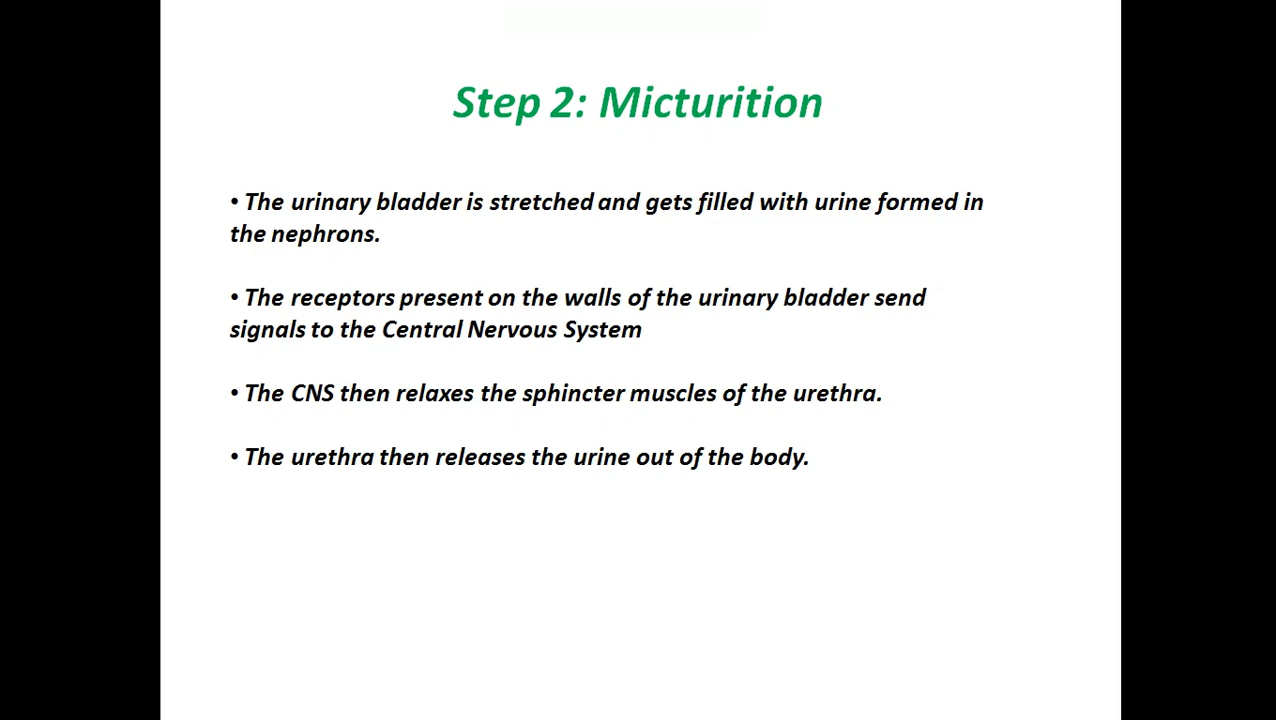 Step 2: Micturition
• The urinary bladder is stretched and gets filled with urine formed in
the nephrons.
• The receptors present on the walls of the urinary bladder send
signals to the Central Nervous System
• The CNS then relaxes the sphincter muscles of the urethra.
• The urethra then releases the urine out of the body.